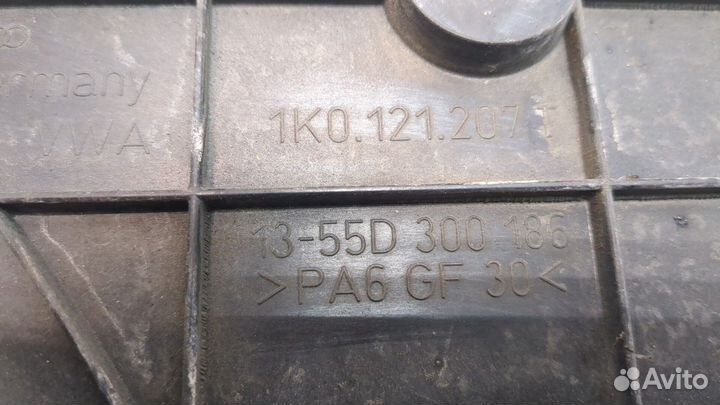 Germany
VWA
1K0.121.207 T
13-55D 300 186
>PA6 GF 30<
Avito